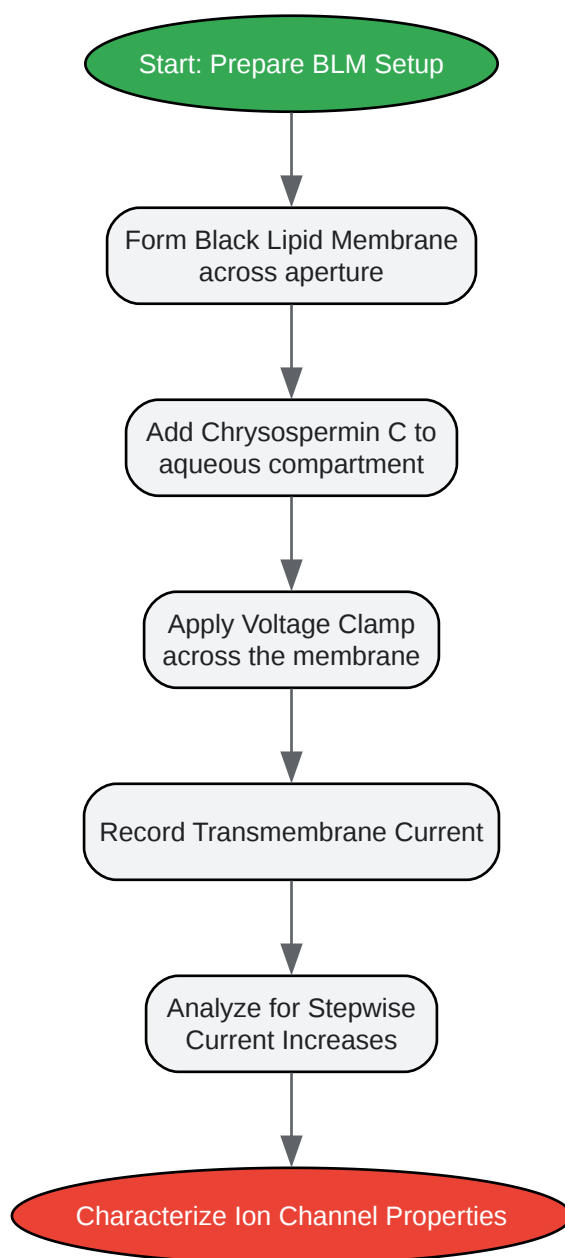 Start: Prepare BLM Setup
Form Black Lipid Membrane
across aperture
Add Chrysospermin C to
aqueous compartment
Apply Voltage Clamp
across the membrane
Record Transmembrane Current
Analyze for Stepwise
Current Increases
Characterize Ion Channel Properties